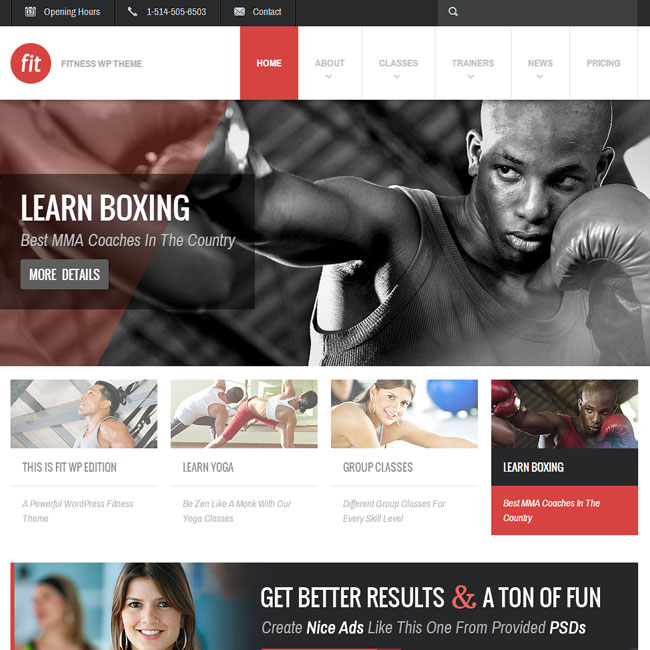 Opening Hours
1-514-505-6503
Contact
fit
FITNESS WP THEME
HOME
ABOUT
CLASSES
TRAINERS
NEWS
PRICING
LEARN BOXING
Best MMA Coaches In The Country
MORE DETAILS
THIS IS FIT WP EDITION
A Powerful WordPress Fitness
Theme
LEARN YOGA
Be Zen Like A Monk With Our
Yoga Classes
GROUP CLASSES
Different Group Classes For
Every Skill Level
LEARN BOXING
Best MMA Coaches In The
Country
GET BETTER RESULTS & A TON OF FUN
Create Nice Ads Like This One From Provided PSDs